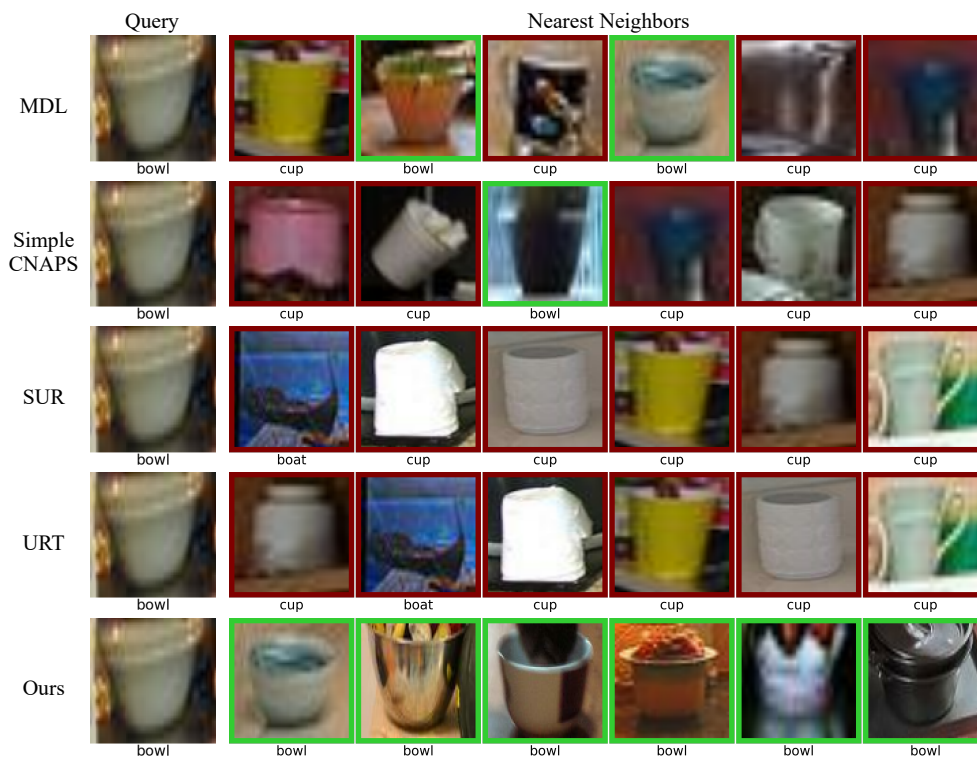 Query Nearest Neighbors
MDL
bowl cup bowl cup bowl cup cup
Simple
CNAPS
bowl cup cup bowl cup cup cup
SUR
bowl boat cup cup cup cup cup
URT
bowl cup boat cup cup cup cup
Ours
bowl bowl bowl bowl bowl bowl bowl